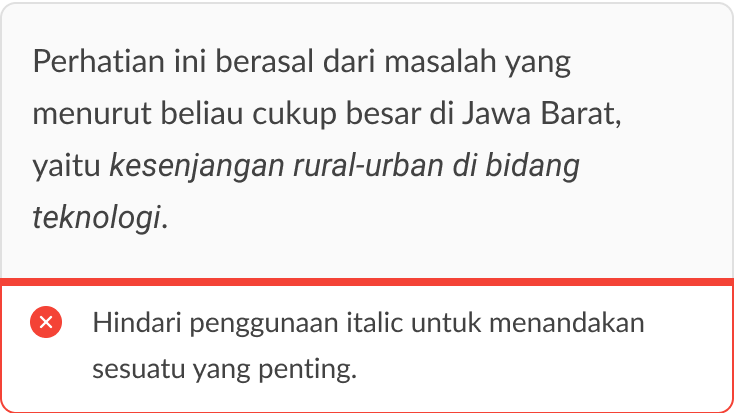 Perhatian ini berasal dari masalah yang
menurut beliau cukup besar di Jawa Barat,
yaitu kesenjangan rural-urban di bidang
teknologi.
Hindari penggunaan italic untuk menandakan
sesuatu yang penting.